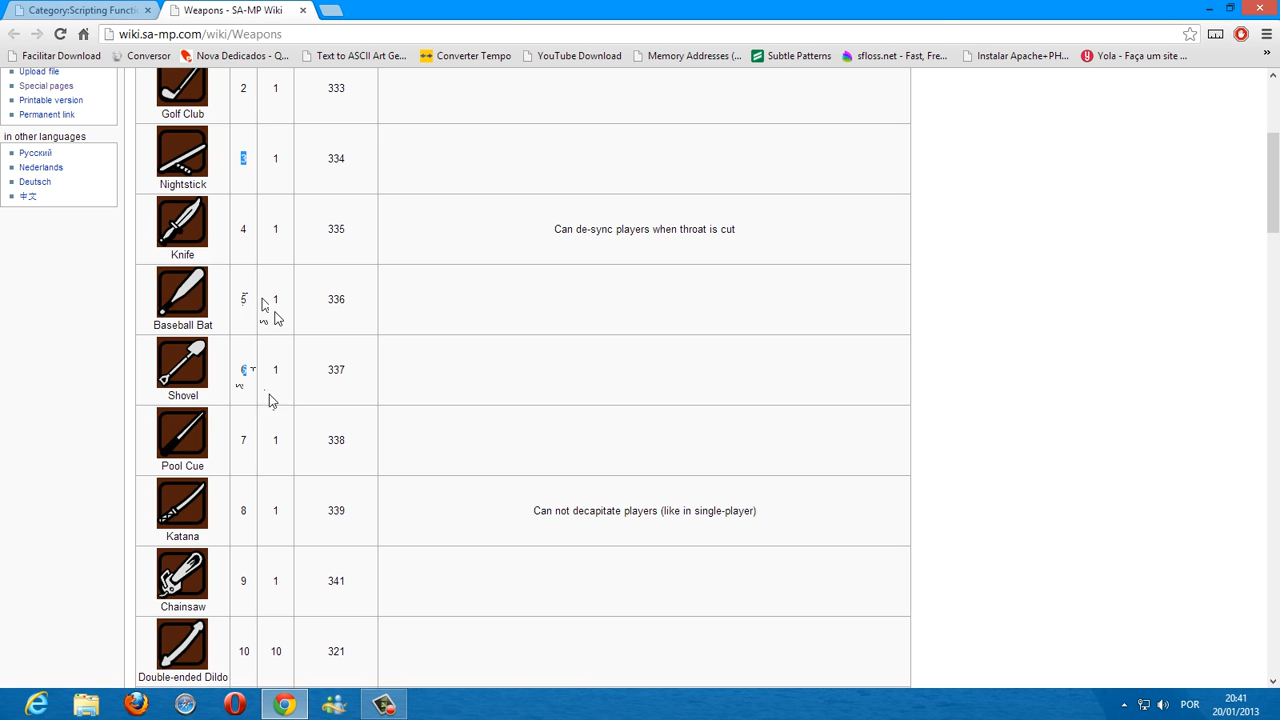 Category:Scripting Functi
Weapons - SA-MP Wiki
wiki.sa-mp.com/wiki/Weapons
Facilitar Download
Conversor
Nova Dedicados - Q...
Text to ASCII Art Ge...
Converter Tempo
YouTube Download
Memory Addresses (...
Subtle Patterns
sfloss.net - Fast, Fre...
Instalar Apache+PH...
Yola - Faça um site ...
Upload file
Special pages
Printable version
Permanent link
in other languages
Русский
Nederlands
Deutsch
中文
2 1 333
Golf Club
3 1 334
Nightstick
4 1 335 Can de-sync players when throat is cut
Knife
5 1 336
Baseball Bat
6 1 337
Shovel
7 1 338
Pool Cue
8 1 339 Can not decapitate players (like in single-player)
Katana
9 1 341
Chainsaw
10 10 321
Double-ended Dildo
POR
20:41
20/01/2013